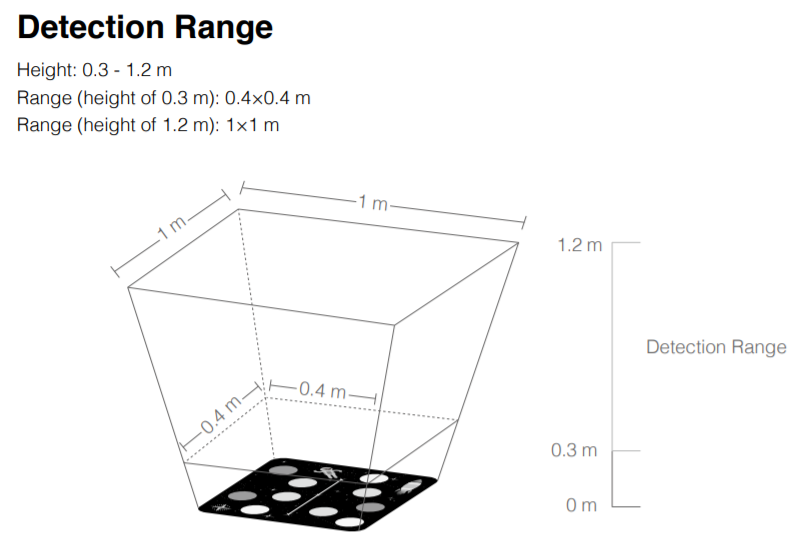 Detection Range
Height: 0.3 - 1.2 m
Range (height of 0.3 m): 0.4×0.4 m
Range (height of 1.2 m): 1×1 m
1 m
1 m
1.2 m
Detection Range
0.4 m
0.4 m
0.3 m
0 m